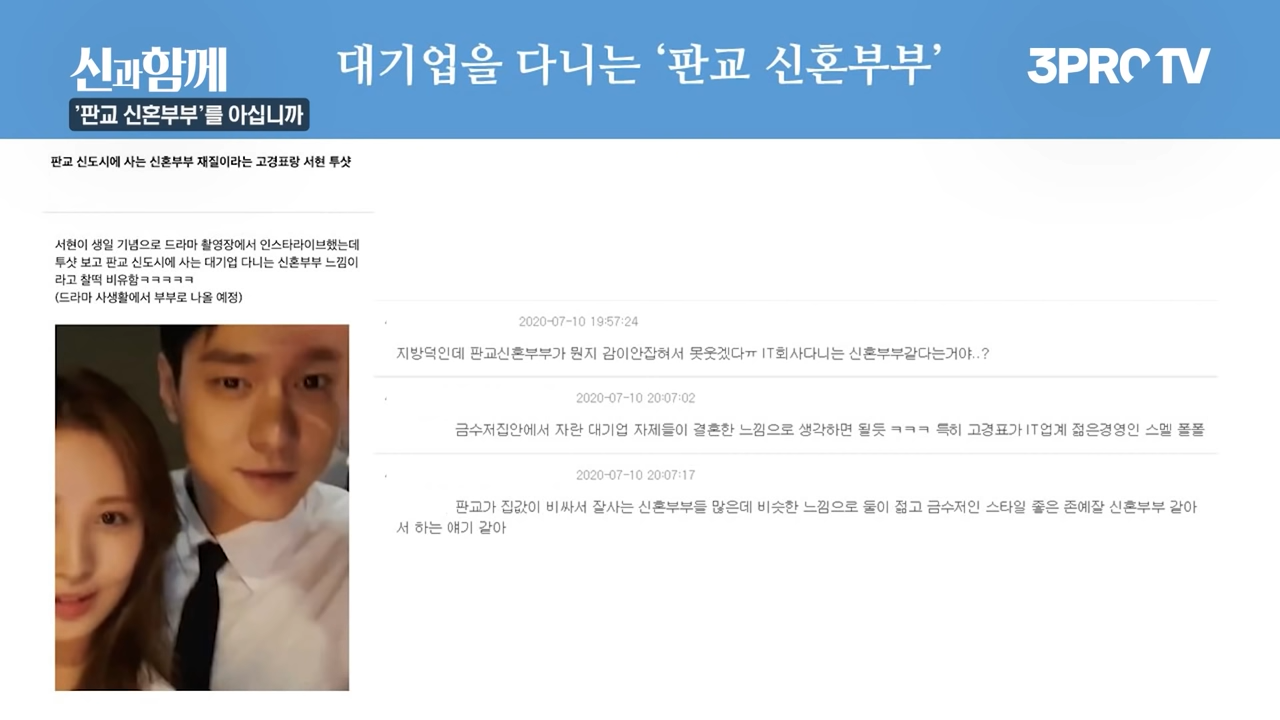 신과함께
'판교 신혼부부'를 아십니까
대기업을 다니는 ‘판교 신혼부부’
3PROTV
판교 신도시에 사는 신혼부부 재질이라는 고경표랑 서현 투샷
서현이 생일 기념으로 드라마 촬영장에서 인스타라이브했는데
투샷 보고 판교 신도시에 사는 대기업 다니는 신혼부부 느낌이
라고 찰떡 비유함ㅋㅋㅋㅋㅋ
(드라마 사생활에서 부부로 나올 예정)
2020-07-10 19:57:24
지방덕인데 판교신혼부부가 뭔지 감이안잡혀서 못웃겠다ㅠ IT회사다니는 신혼부부같다는거야..?
2020-07-10 20:07:02
금수저집안에서 자란 대기업 자제들이 결혼한 느낌으로 생각하면 될듯 ㅋㅋㅋ 특히 고경표가 IT업계 젊은경영인 스멜 폴폴
2020-07-10 20:07:17
판교가 집값이 비싸서 잘사는 신혼부부들 많은데 비슷한 느낌으로 둘이 젊고 금수저인 스타일 좋은 존예잘 신혼부부 같아
서 하는 얘기 같아